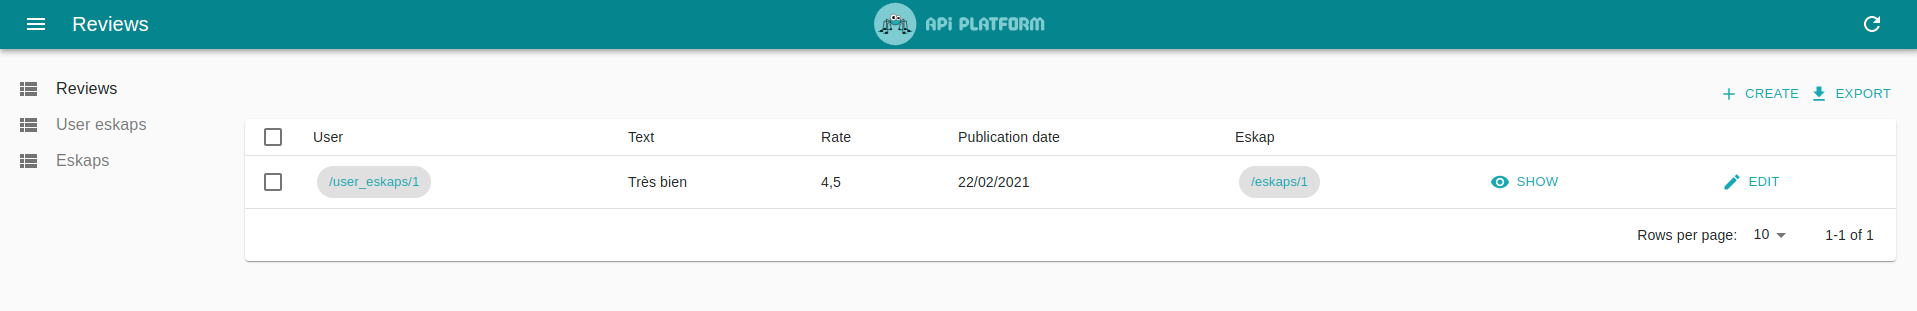 Reviews
APi PLATFORM
Reviews
User eskaps
Eskaps
CREATE EXPORT
User Text Rate Publication date Eskap
/user_eskaps/1 Très bien 4,5 22/02/2021 /eskaps/1 SHOW EDIT
Rows per page: 10 1-1 of 1